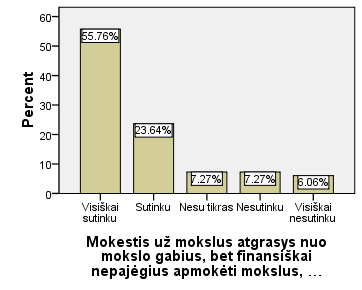 60
50
40
30
20
10
0
Percent
55.76%
23.64%
7.27%
7.27%
6.06%
Visiškai
sutinku
Sutinku
Nesu tikras
Nesutinku
Visiškai
nesutinku
Mokestis už mokslus atgrasys nuo
mokslo gabius, bet finansiškai
nepajėgius apmokėti mokslus, ...